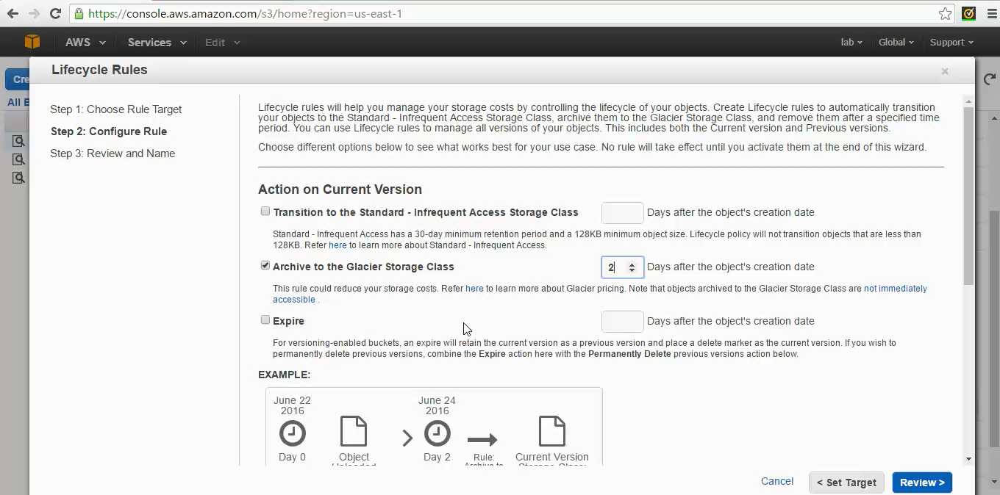 https://console.aws.amazon.com/s3/home?region=us-east-1
AWS Services Edit lab Global Support
Lifecycle Rules
Cre
All E
Step 1: Choose Rule Target
Step 2: Configure Rule
Step 3: Review and Name
Lifecycle rules will help you manage your storage costs by controlling the lifecycle of your objects. Create Lifecycle rules to automatically transition
your objects to the Standard - Infrequent Access Storage Class, archive them to the Glacier Storage Class, and remove them after a specified time
period. You can use Lifecycle rules to manage all versions of your objects. This includes both the Current version and Previous versions.
Choose different options below to see what works best for your use case. No rule will take effect until you activate them at the end of this wizard.
Action on Current Version
Transition to the Standard - Infrequent Access Storage Class Days after the object's creation date
Standard - Infrequent Access has a 30-day minimum retention period and a 128KB minimum object size. Lifecycle policy will not transition objects that are less than
128KB. Refer here to learn more about Standard - Infrequent Access.
Archive to the Glacier Storage Class 2 Days after the object's creation date
This rule could reduce your storage costs. Refer here to learn more about Glacier pricing. Note that objects archived to the Glacier Storage Class are not immediately
accessible .
Expire Days after the object's creation date
For versioning-enabled buckets, an expire will retain the current version as a previous version and place a delete marker as the current version. If you wish to
permanently delete previous versions, combine the Expire action here with the Permanently Delete previous versions action below.
EXAMPLE:
June 22 June 24
2016 2016
Day 0 Object Day 2 Rule: Current Version
Uploaded Archive to Storage Class:
Cancel < Set Target Review >